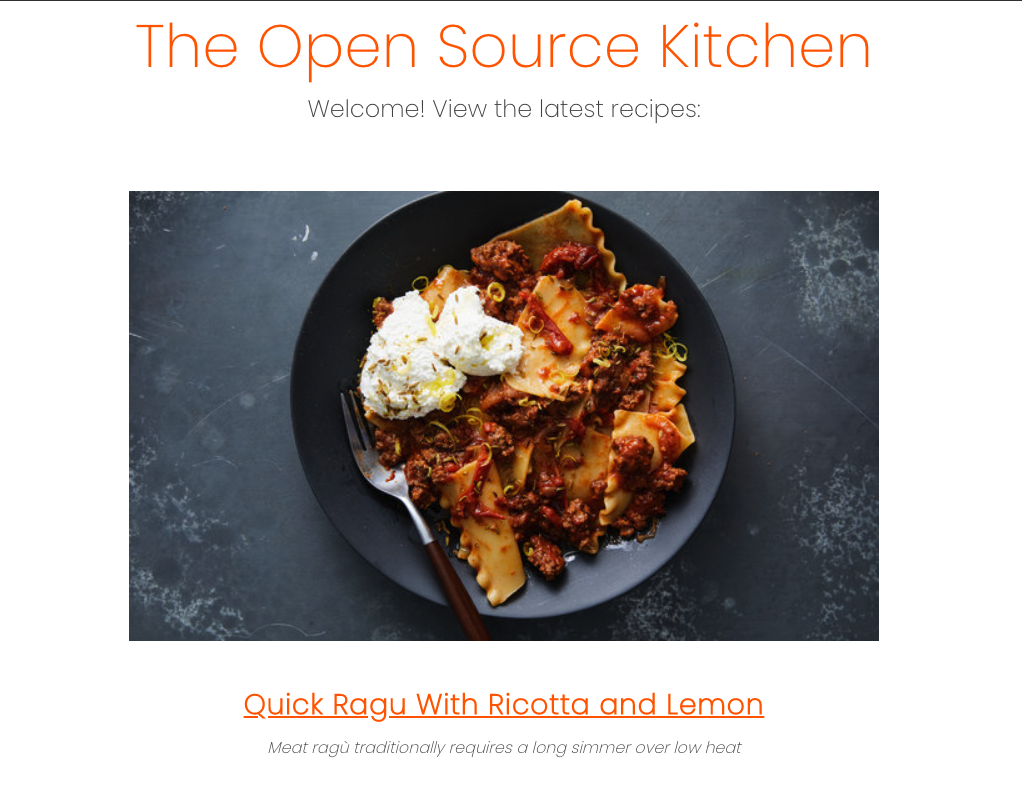 The Open Source Kitchen
Welcome! View the latest recipes:
Quick Ragu With Ricotta and Lemon
Meat ragù traditionally requires a long simmer over low heat